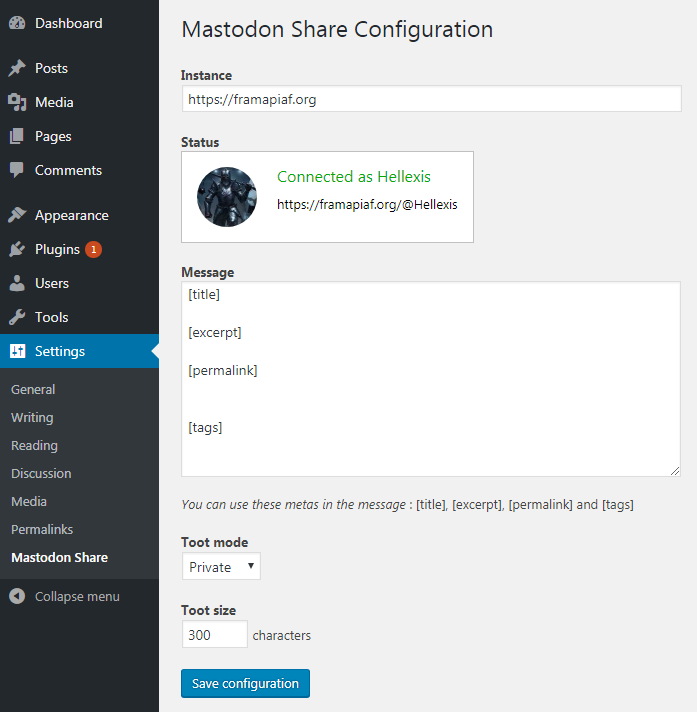 Dashboard
Posts
Media
Pages
Comments
Appearance
Plugins 1
Users
Tools
Settings
General
Writing
Reading
Discussion
Media
Permalinks
Mastodon Share
Collapse menu
Mastodon Share Configuration
Instance
https://framapiaf.org
Status
Connected as Hellexis
https://framapiaf.org/@Hellexis
Message
[title]
[excerpt]
[permalink]
[tags]
You can use these metas in the message : [title], [excerpt], [permalink] and [tags]
Toot mode
Private
Toot size
300 characters
Save configuration